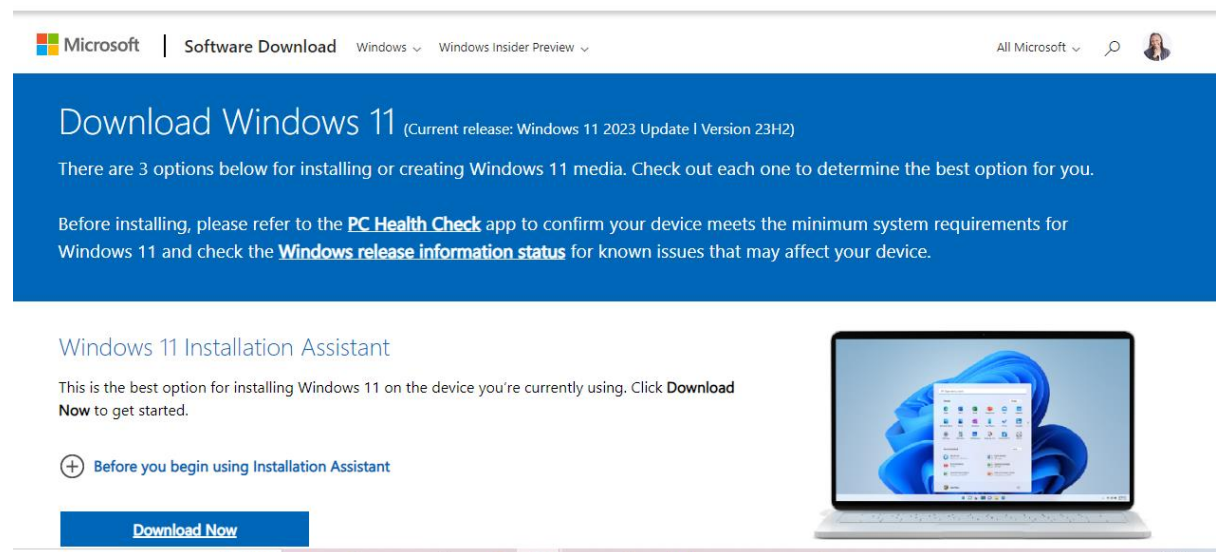 Microsoft | Software Download Windows Windows Insider Preview All Microsoft
Download Windows 11 (Current release: Windows 11 2023 Update l Version 23H2)
There are 3 options below for installing or creating Windows 11 media. Check out each one to determine the best option for you.
Before installing, please refer to the PC Health Check app to confirm your device meets the minimum system requirements for
Windows 11 and check the Windows release information status for known issues that may affect your device.
Windows 11 Installation Assistant
This is the best option for installing Windows 11 on the device you're currently using. Click Download
Now to get started.
Before you begin using Installation Assistant
Download Now